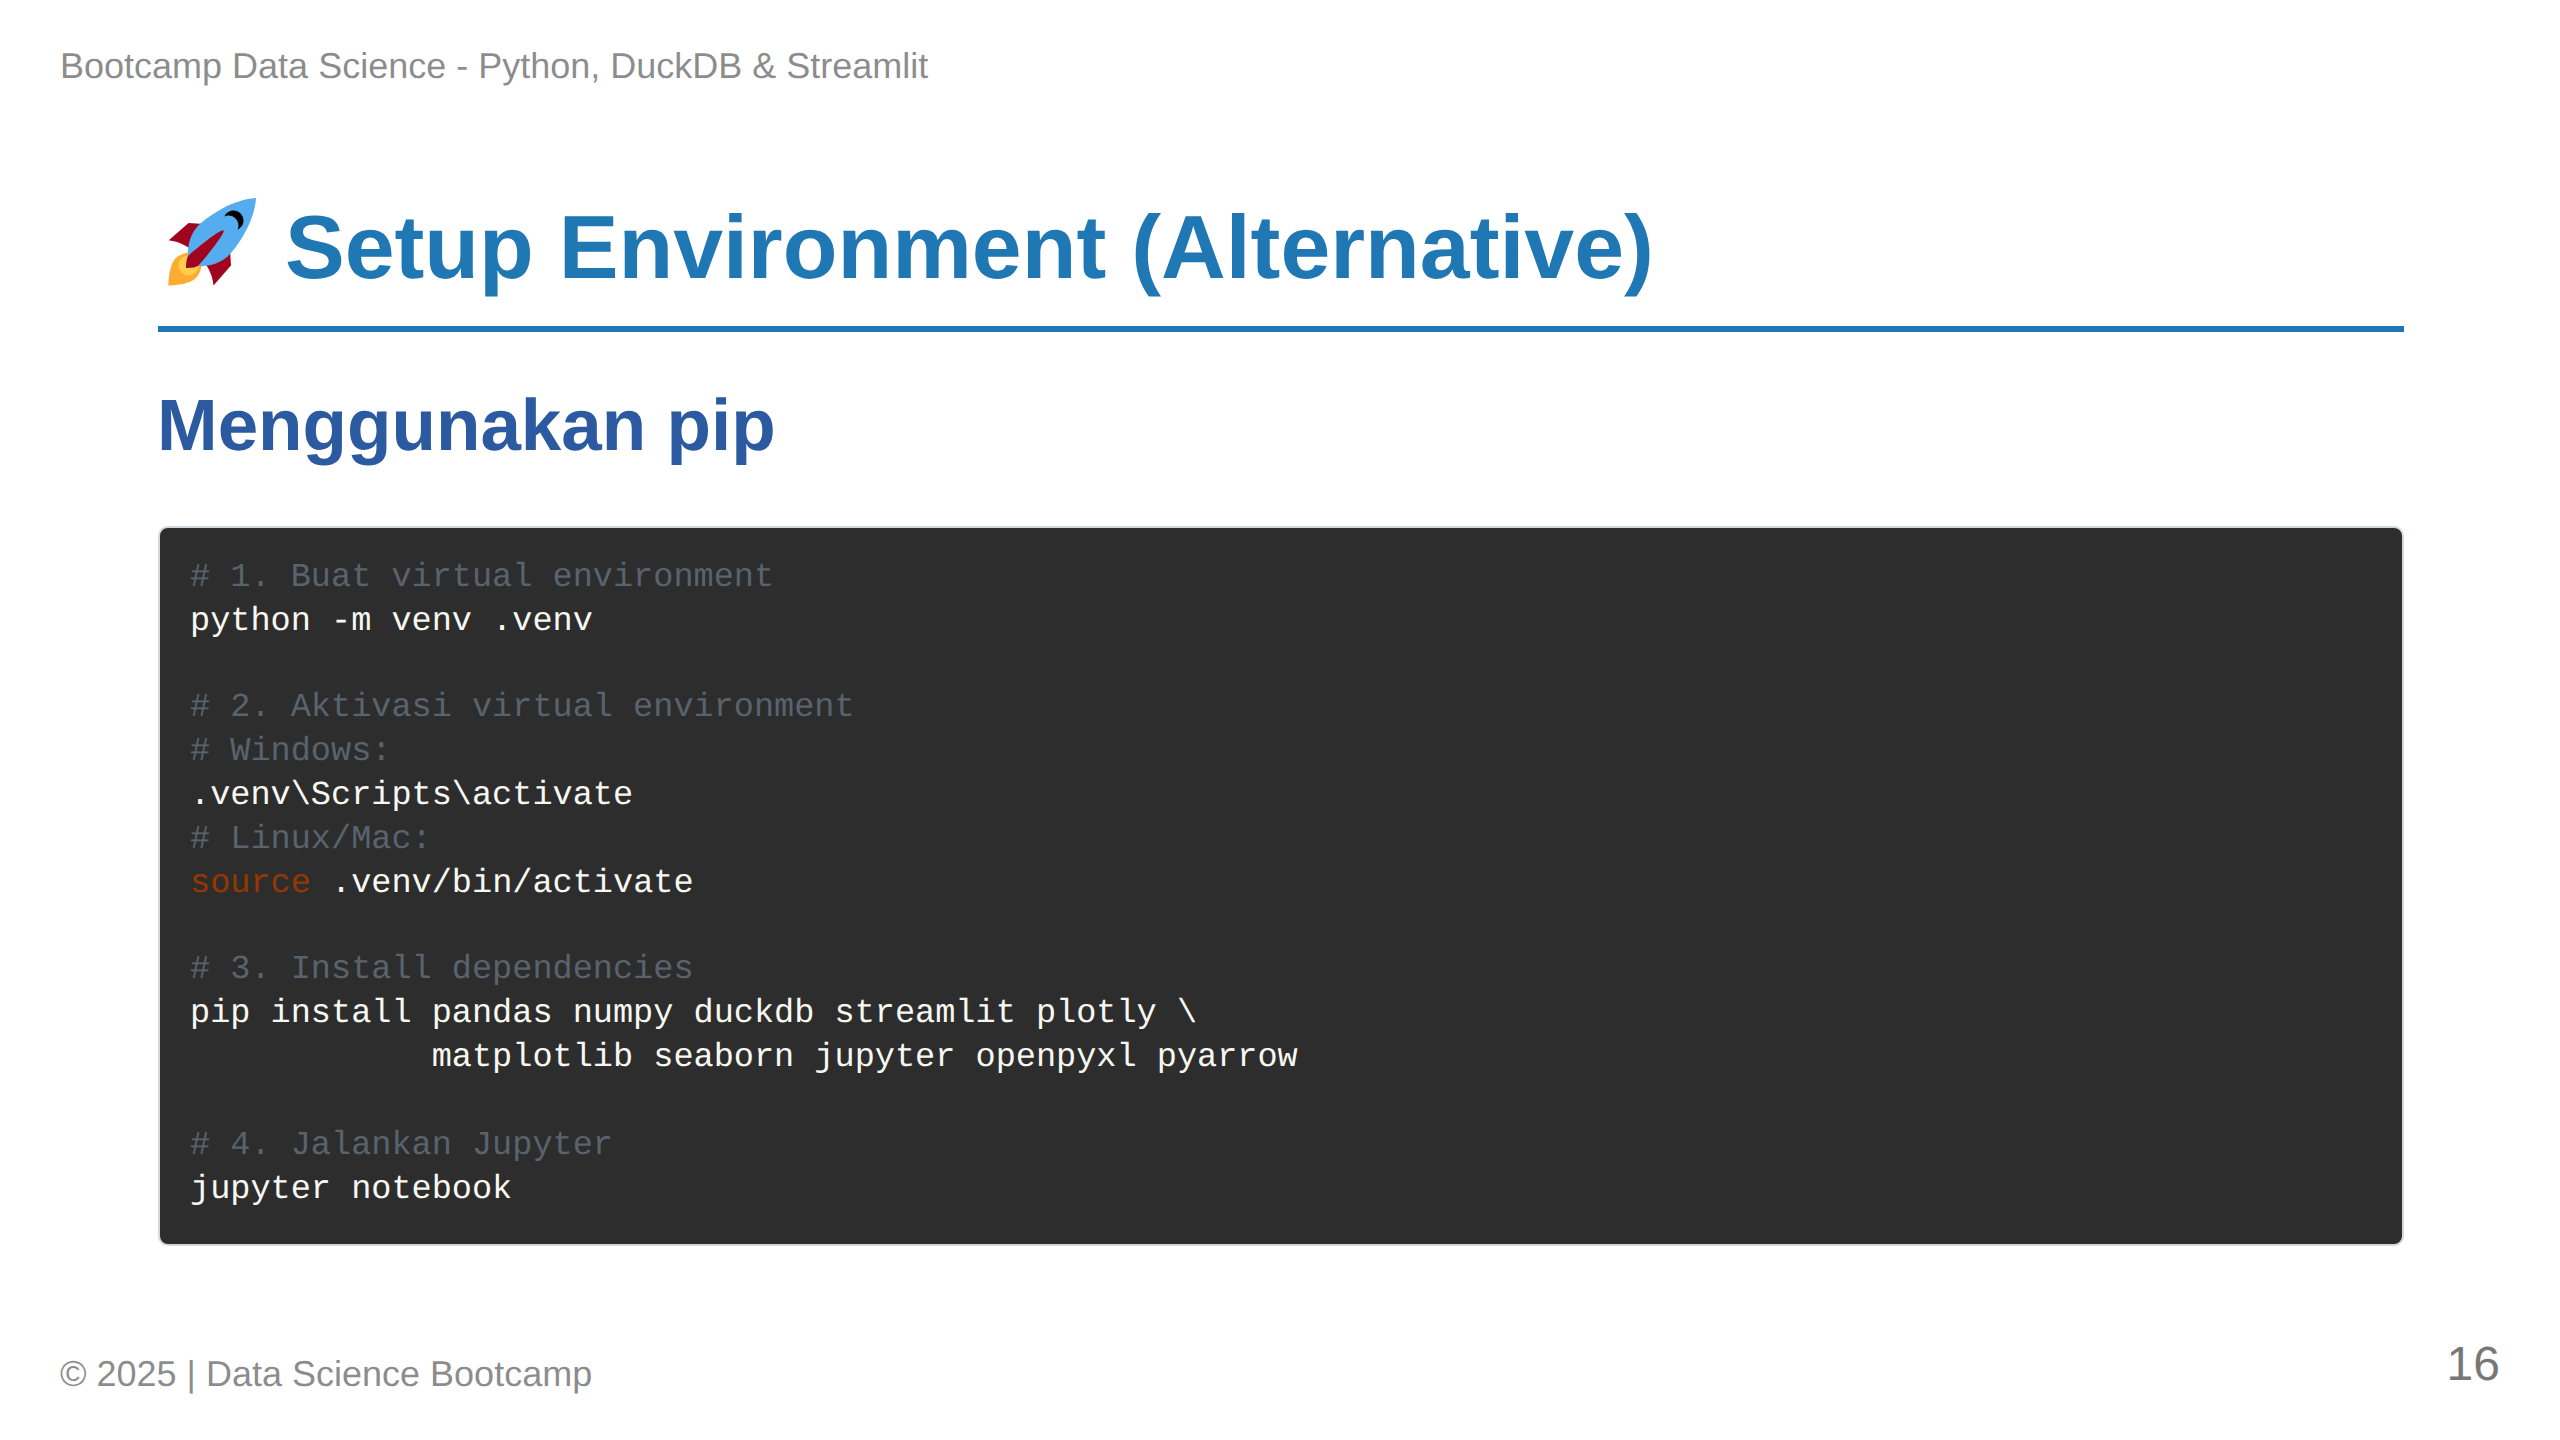 Bootcamp Data Science - Python, DuckDB & Streamlit
🚀 Setup Environment (Alternative)
Menggunakan pip
# 1. Buat virtual environment
python -m venv .venv
# 2. Aktivasi virtual environment
# Windows:
.venv\Scripts\activate
# Linux/Mac:
source .venv/bin/activate
# 3. Install dependencies
pip install pandas numpy duckdb streamlit plotly \
            matplotlib seaborn jupyter openpyxl pyarrow
# 4. Jalankan Jupyter
jupyter notebook
© 2025 | Data Science Bootcamp
16